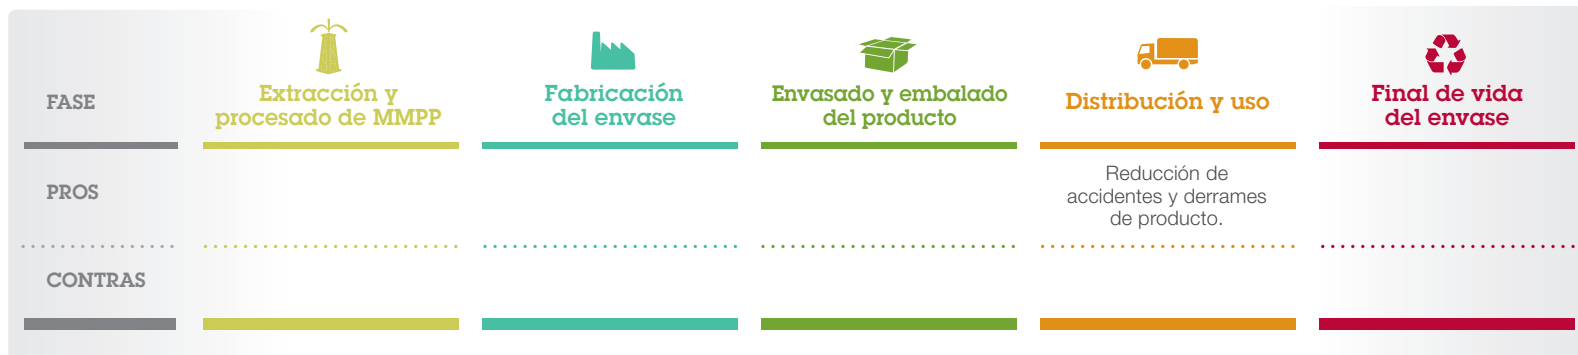 FASE
Extracción y
procesado de MMPP
Fabricación
del envase
Envasado y embalado
del producto
Distribución y uso
Final de vida
del envase
PROS
Reducción de
accidentes y derrames
de producto.
CONTRAS